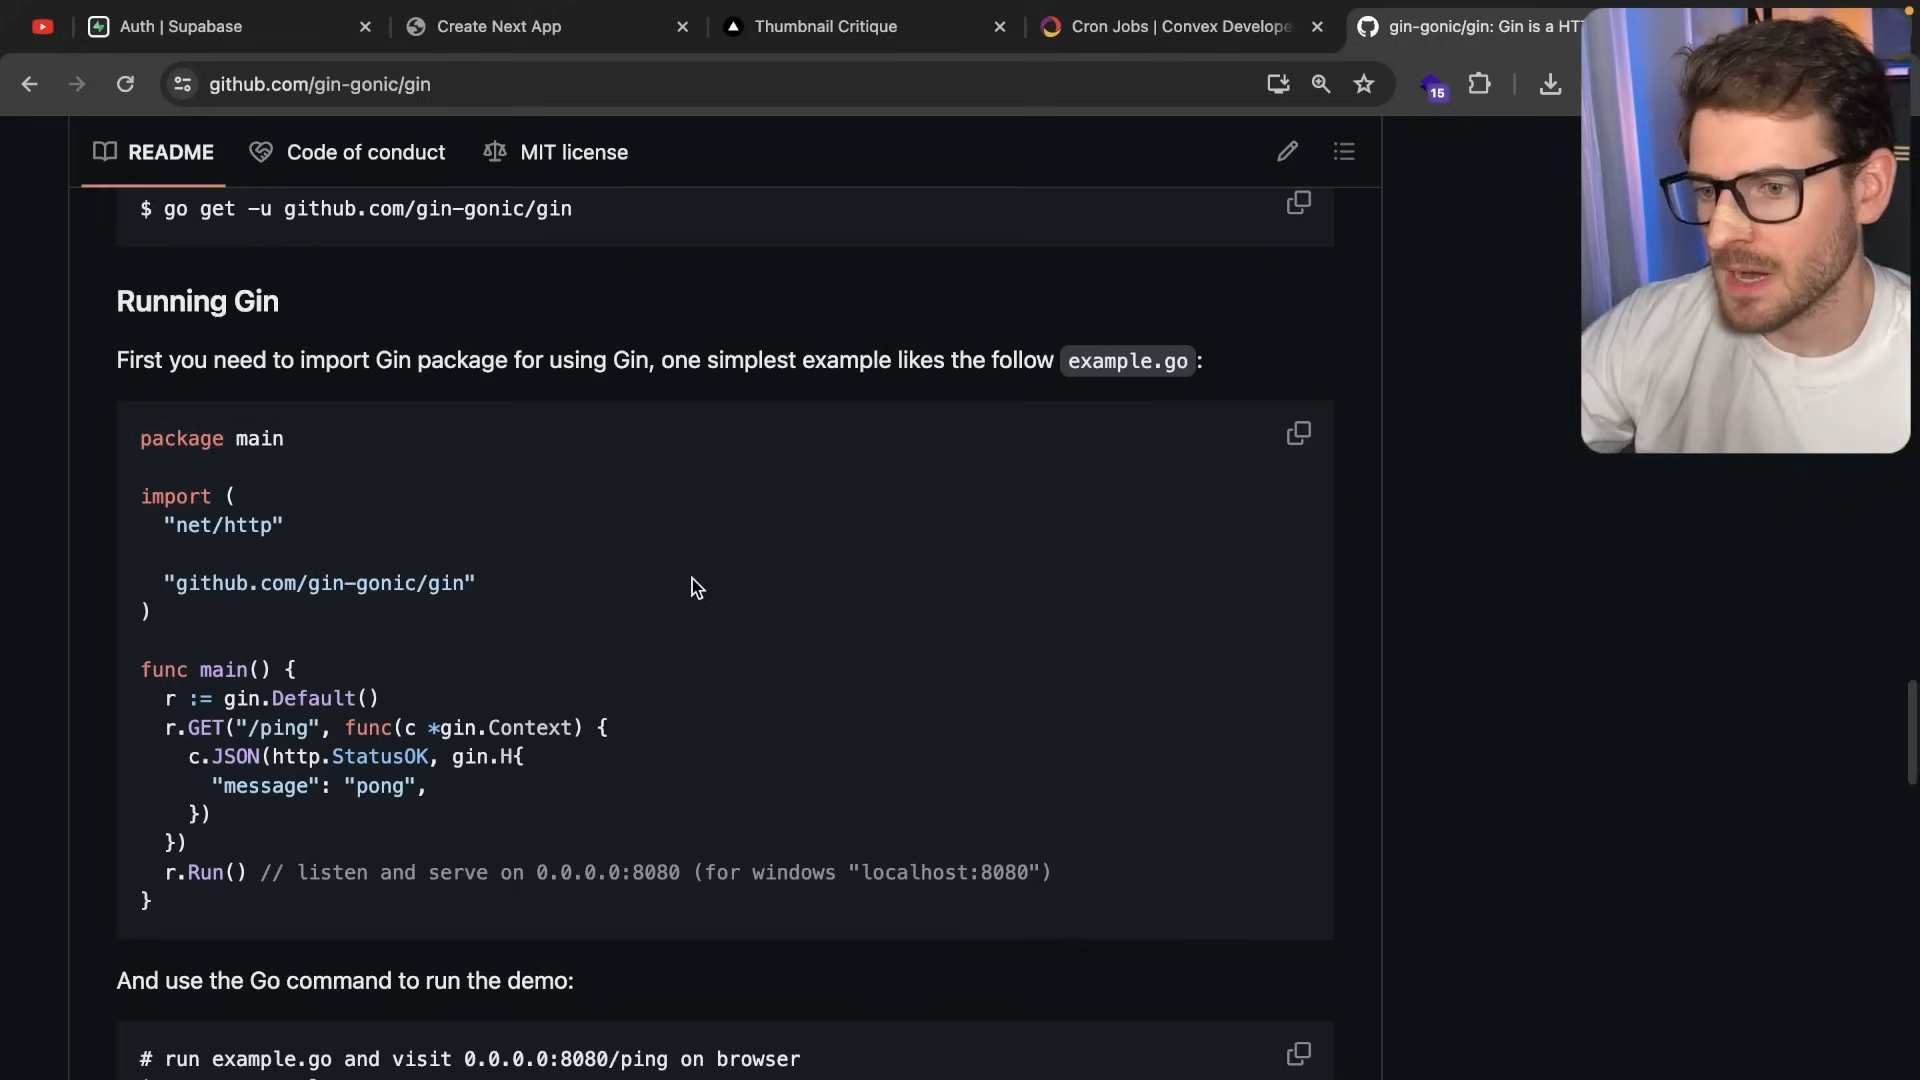 Auth | Supabase
Create Next App
Thumbnail Critique
Cron Jobs | Convex Develope
gin-gonic/gin: Gin is a HT
github.com/gin-gonic/gin
15
README
Code of conduct
MIT license
$ go get -u github.com/gin-gonic/gin
Running Gin
First you need to import Gin package for using Gin, one simplest example likes the follow example.go :
package main
import (
"net/http"
"github.com/gin-gonic/gin"
)
func main() {
r := gin.Default()
r.GET("/ping", func(c *gin.Context) {
c.JSON(http.StatusOK, gin.H{
"message": "pong",
})
})
r.Run() // listen and serve on 0.0.0.0:8080 (for windows "localhost:8080")
}
And use the Go command to run the demo:
# run example.go and visit 0.0.0.0:8080/ping on browser